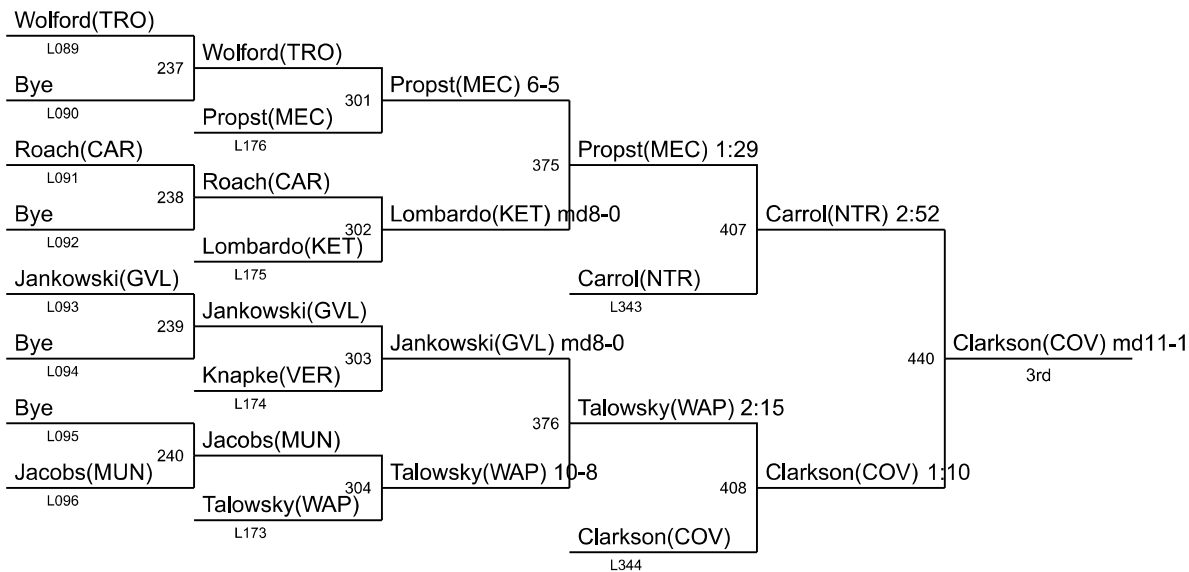 Wolford(TRO)
L089
237
Wolford(TRO)
Bye
301
Propst(MEC) 6-5
L090
Propst(MEC)
L176
Roach(CAR)
375
Propst(MEC) 1:29
L091
238
Roach(CAR)
Bye
302
Lombardo(KET) md8-0
407
Carrol(NTR) 2:52
L092
Lombardo(KET)
L175
Jankowski(GVL)
Carrol(NTR)
L093
L343
239
Jankowski(GVL)
Bye
303
Jankowski(GVL) md8-0
440
Clarkson(COV) md11-1
L094
Knapke(VER)
3rd
L174
Bye
376
Talowsky(WAP) 2:15
L095
240
Jacobs(MUN)
Jacobs(MUN)
304
Talowsky(WAP) 10-8
408
Clarkson(COV) 1:10
L096
Talowsky(WAP)
L173
Clarkson(COV)
L344